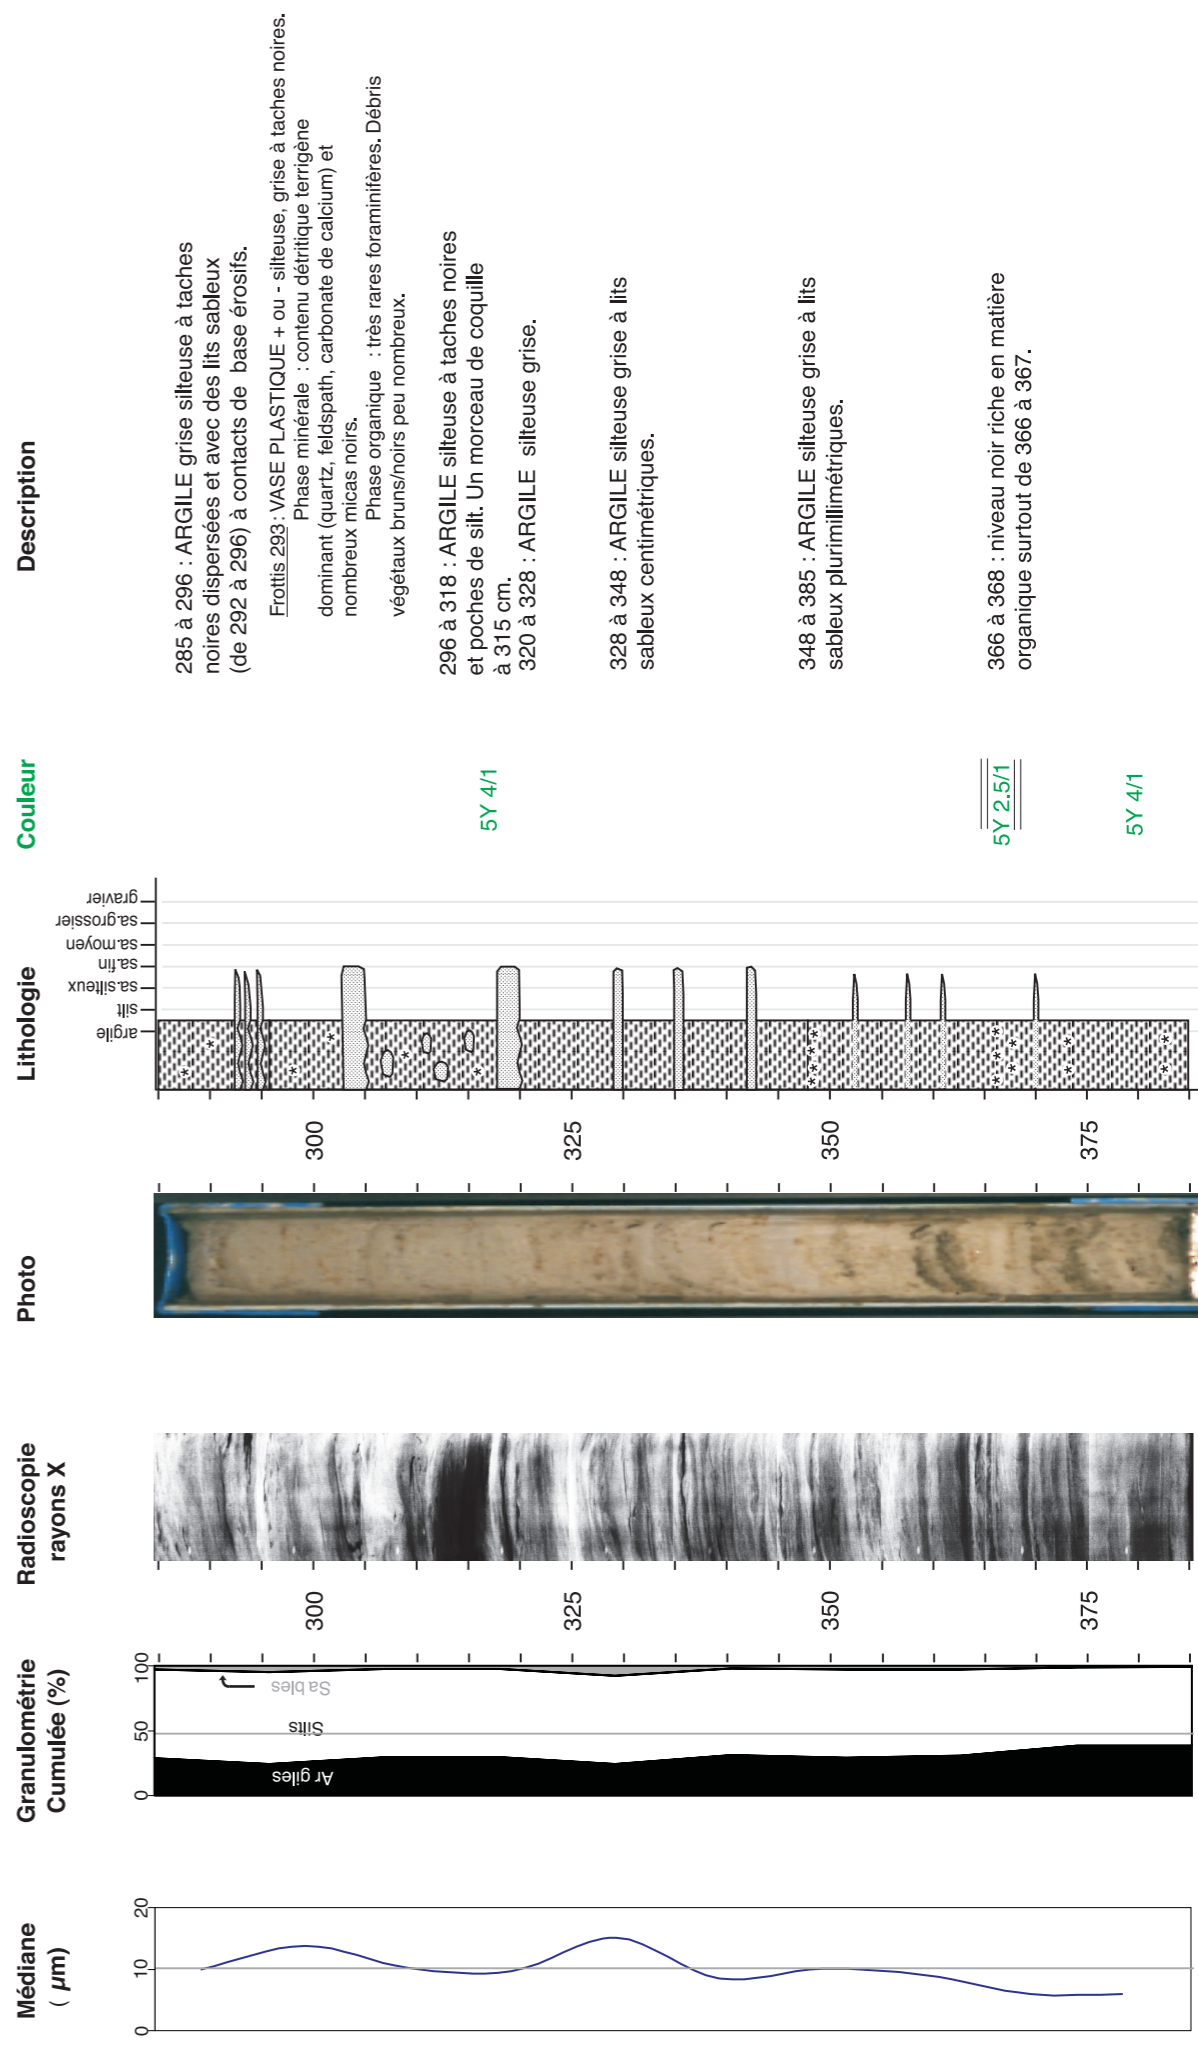 Médiane
( µm)
Granulométrie
Cumulée (%)
Radioscopie
rayons X
Photo
Lithologie
Couleur
Description
0
10
20
0
50
100
Argiles
Silts
Sables
300
325
350
375
300
325
350
375
argile
silt
sa.silteux
sa.fin
sa.moyen
sa.grossier
gravier
5Y 4/1
5Y 2.5/1
5Y 4/1
285 à 296 : ARGILE grise silteuse à taches
noires dispersées et avec des lits sableux
(de 292 à 296) à contacts de base érosifs.
Frottis 293 : VASE PLASTIQUE + ou - silteuse, grise à taches noires.
Phase minérale : contenu détritique terrigène
dominant (quartz, feldspath, carbonate de calcium) et
nombreux micas noirs.
Phase organique : très rares foraminifères. Débris
végétaux bruns/noirs peu nombreux.
296 à 318 : ARGILE silteuse à taches noires
et poches de silt. Un morceau de coquille
à 315 cm.
320 à 328 : ARGILE silteuse grise.
328 à 348 : ARGILE silteuse grise à lits
sableux centimétriques.
348 à 385 : ARGILE silteuse grise à lits
sableux plurimillimétriques.
366 à 368 : niveau noir riche en matière
organique surtout de 366 à 367.